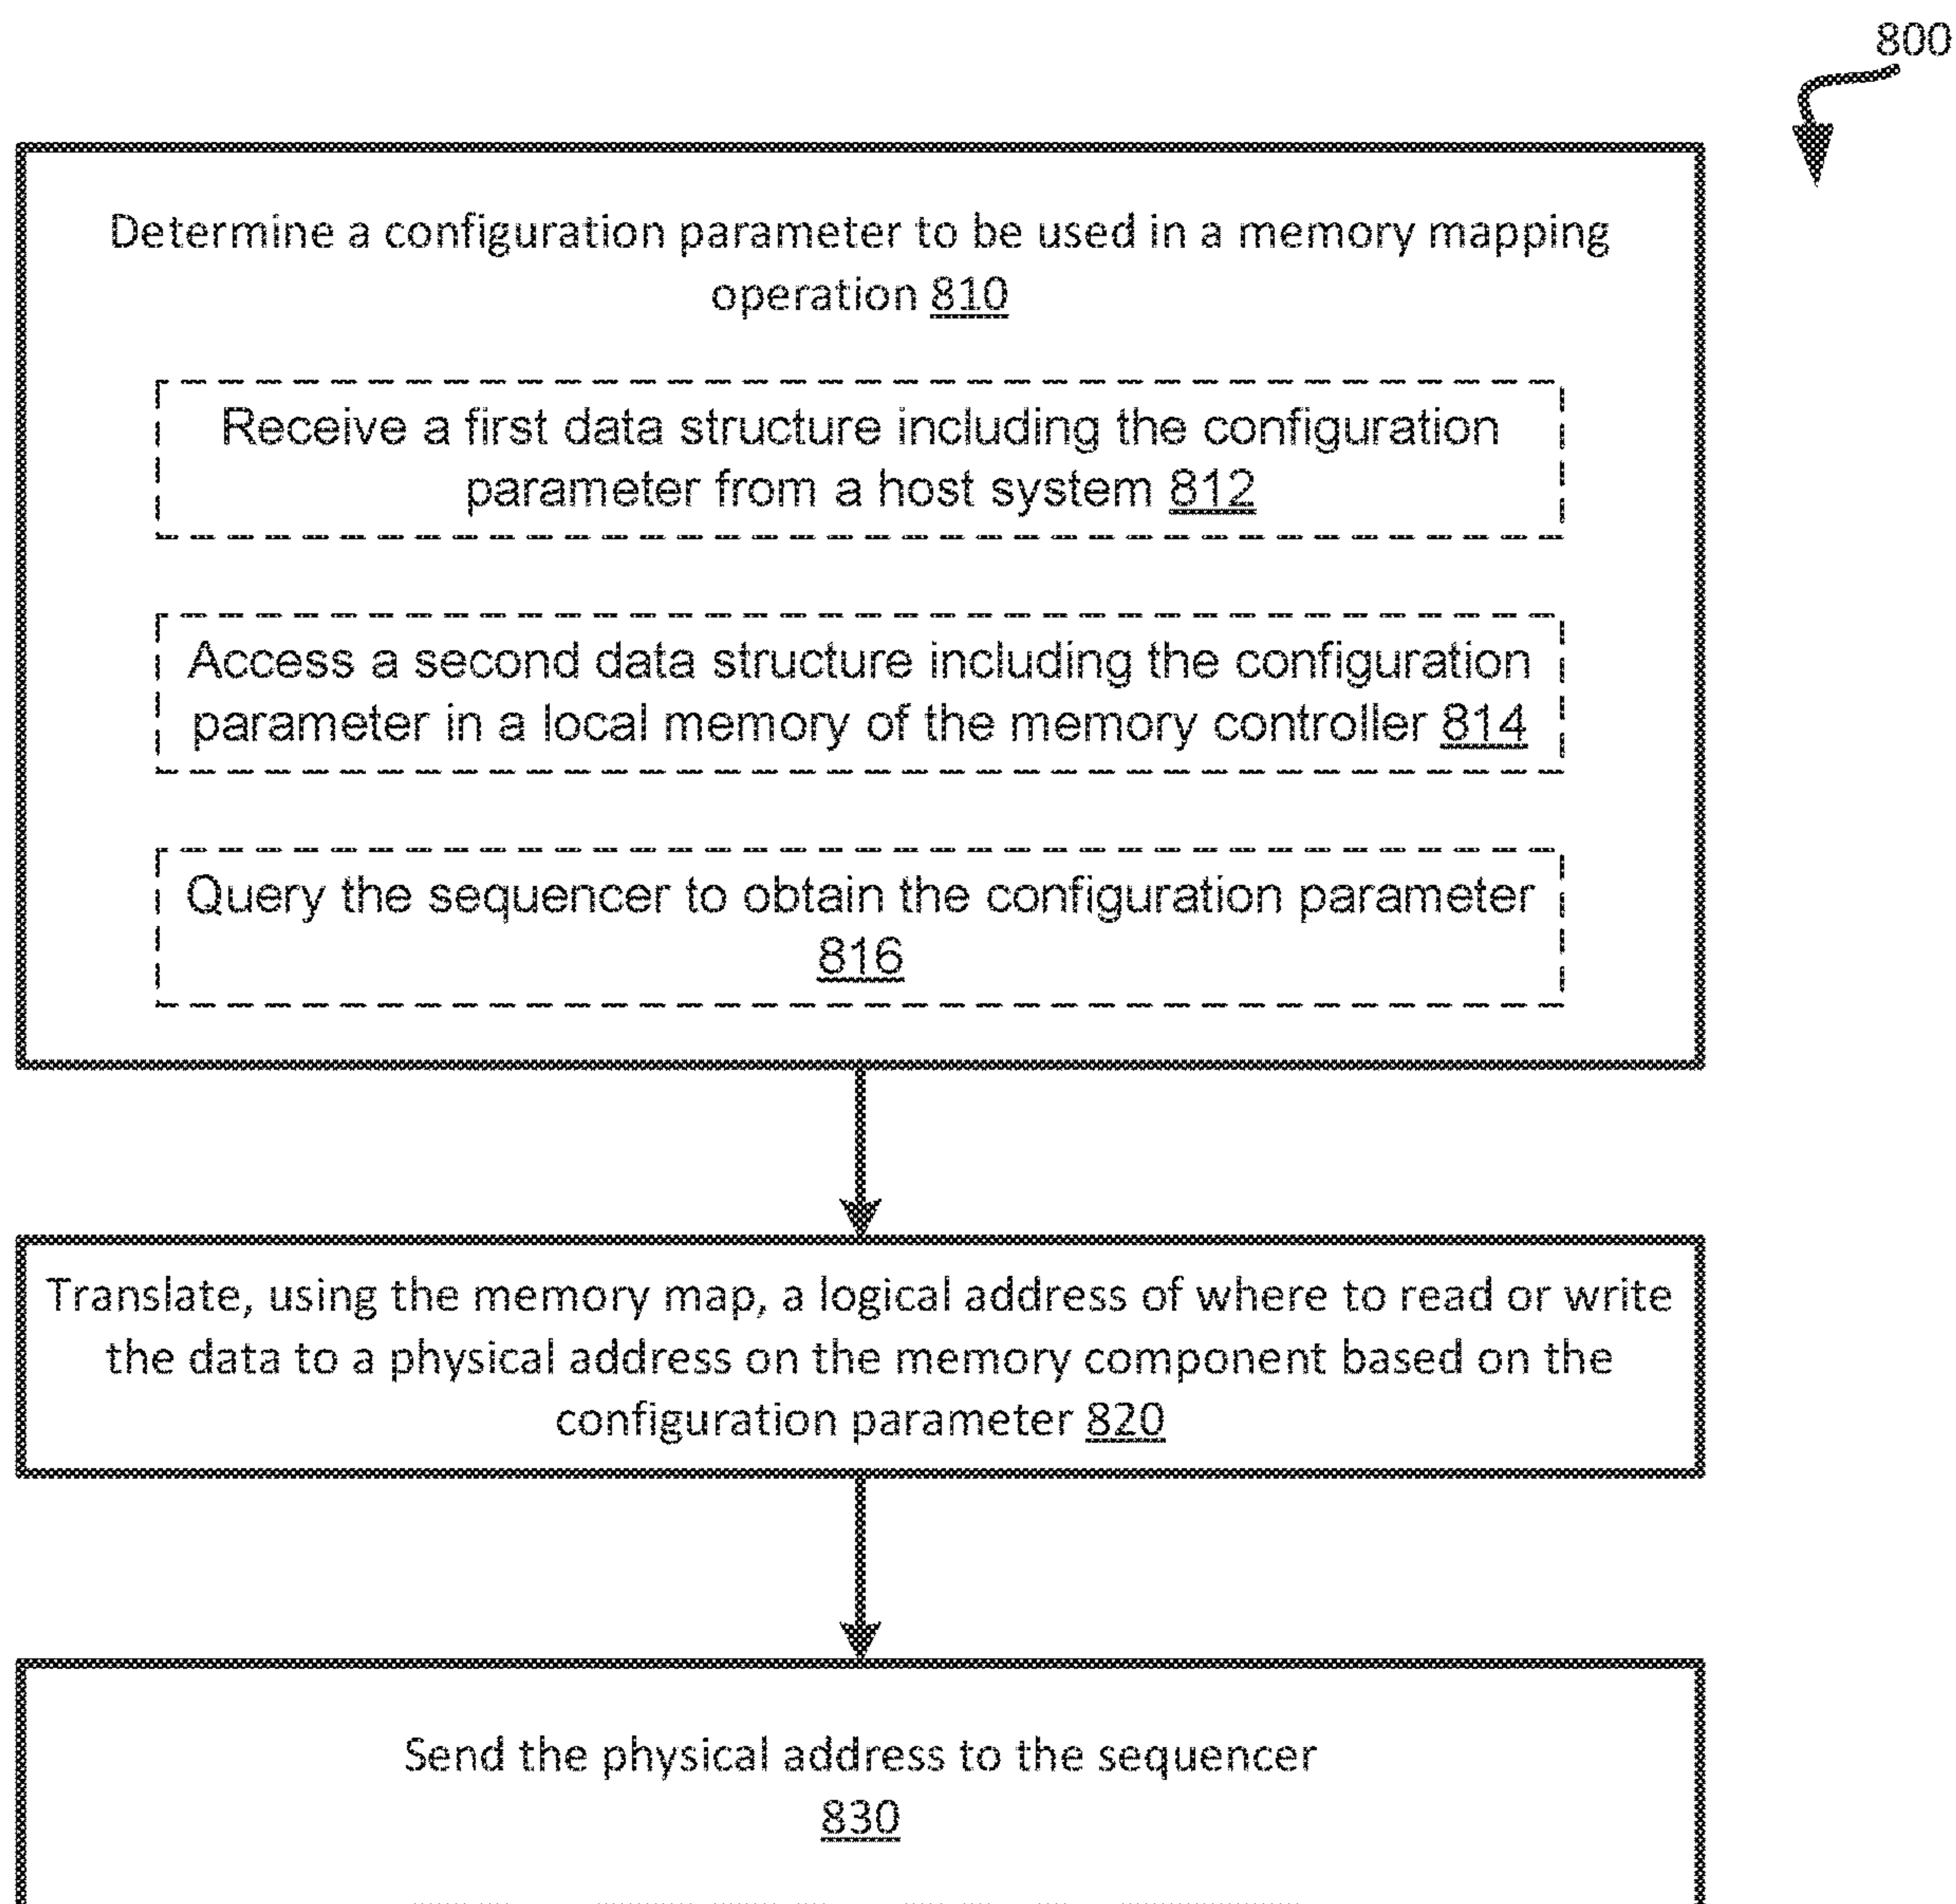 800
Determine a configuration parameter to be used in a memory mapping
operation 810
Receive a first data structure including the configuration
parameter from a host system 812
Access a second data structure including the configuration
parameter in a local memory of the memory controller 814
Query the sequencer to obtain the configuration parameter
816
Translate, using the memory map, a logical address of where to read or write
the data to a physical address on the memory component based on the
configuration parameter 820
Send the physical address to the sequencer
830